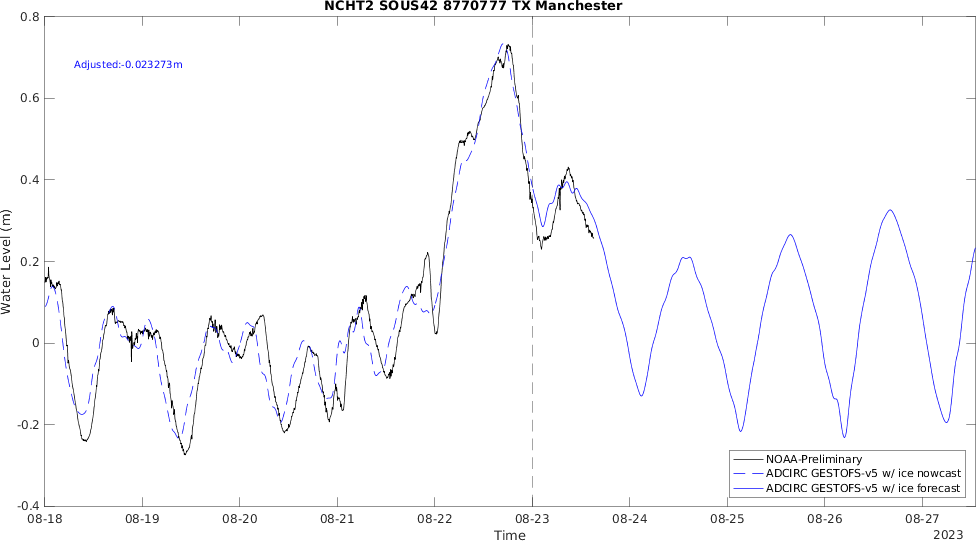 NCHT2 SOUS42 8770777 TX Manchester
Adjusted:-0.023273m
Water Level (m)
0.8
0.6
0.4
0.2
0
-0.2
-0.4
NOAA-Preliminary
ADCIRC GESTOFS-v5 w/ ice nowcast
ADCIRC GESTOFS-v5 w/ ice forecast
08-18 08-19 08-20 08-21 08-22 08-23 08-24 08-25 08-26 08-27
Time
2023